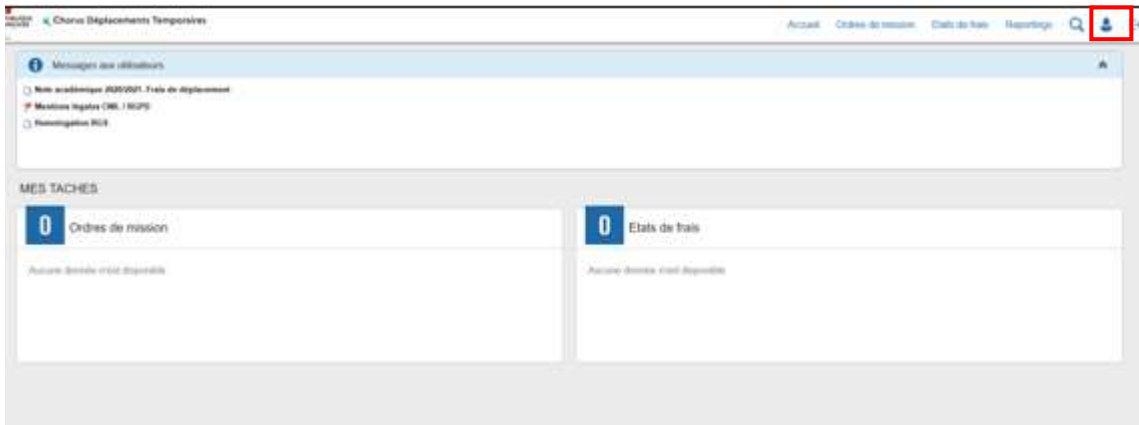 Chorus Déplacements Temporaires
Accueil Ordres de mission Etats de frais Reportings
Messages aux utilisateurs
Note académique 2020/2021. Frais de déplacement
Mentions légales CNIL / RGPD
Homologation RGS
MES TACHES
0 Ordres de mission
0 Etats de frais
Aucune donnée n'est disponible
Aucune donnée n'est disponible